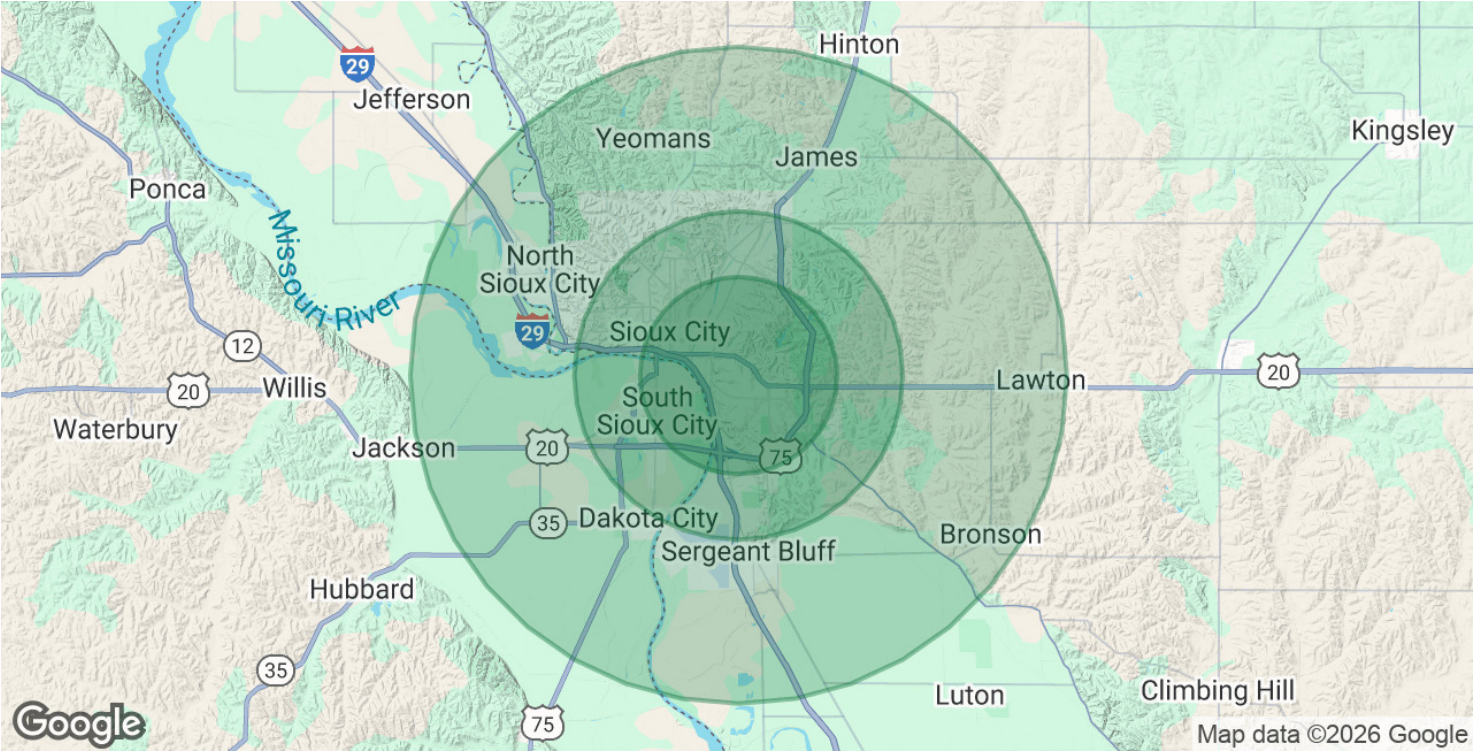 Hinton
29
Jefferson
Yeomans
James
Kingsley
Ponca
Missouri River
North
Sioux City
29
Sioux City
12
20
Willis
Lawton
20
South
Sioux City
Waterbury
Jackson
20
75
35
Dakota City
Bronson
Sergeant Bluff
Hubbard
35
Luton
Climbing Hill
75
Google
Map data ©2026 Google